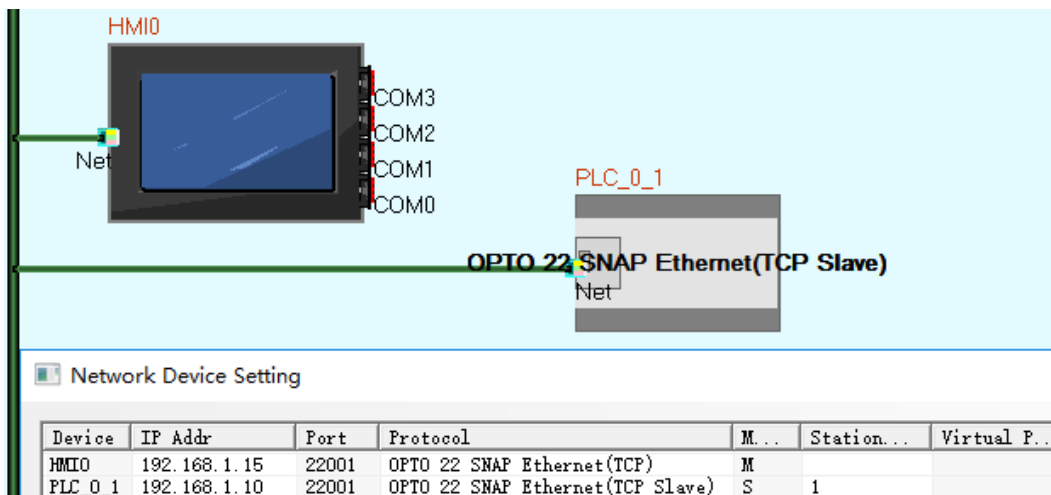 HMI0
COM3
COM2
Net
COM1
COM0
PLC_0_1
OPTO 22 SNAP Ethernet(TCP Slave)
Net
Network Device Setting
Device IP Addr Port Protocol M... Station... Virtual P...
HMI0 192.168.1.15 22001 OPTO 22 SNAP Ethernet(TCP) M
PLC_0_1 192.168.1.10 22001 OPTO 22 SNAP Ethernet(TCP Slave) S 1